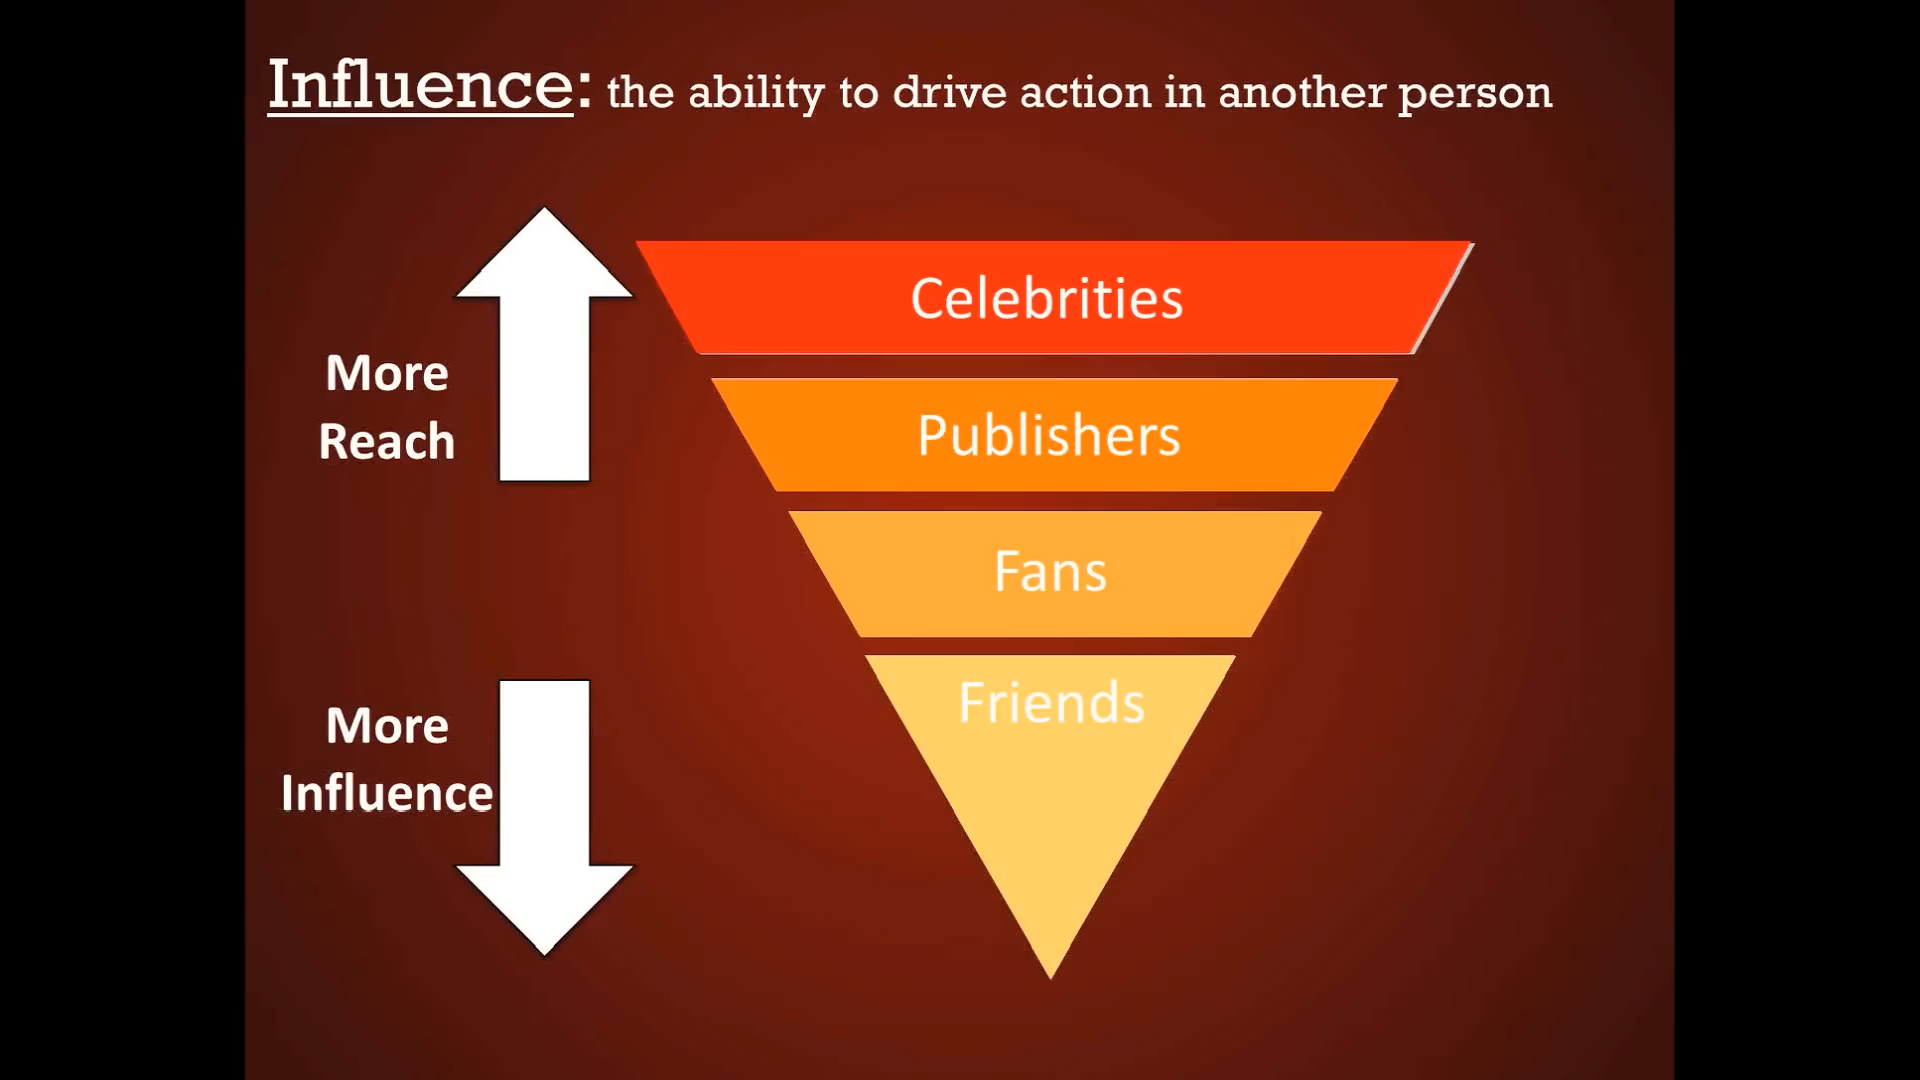 Influence: the ability to drive action in another person
More
Reach
Celebrities
Publishers
Fans
Friends
More
Influence